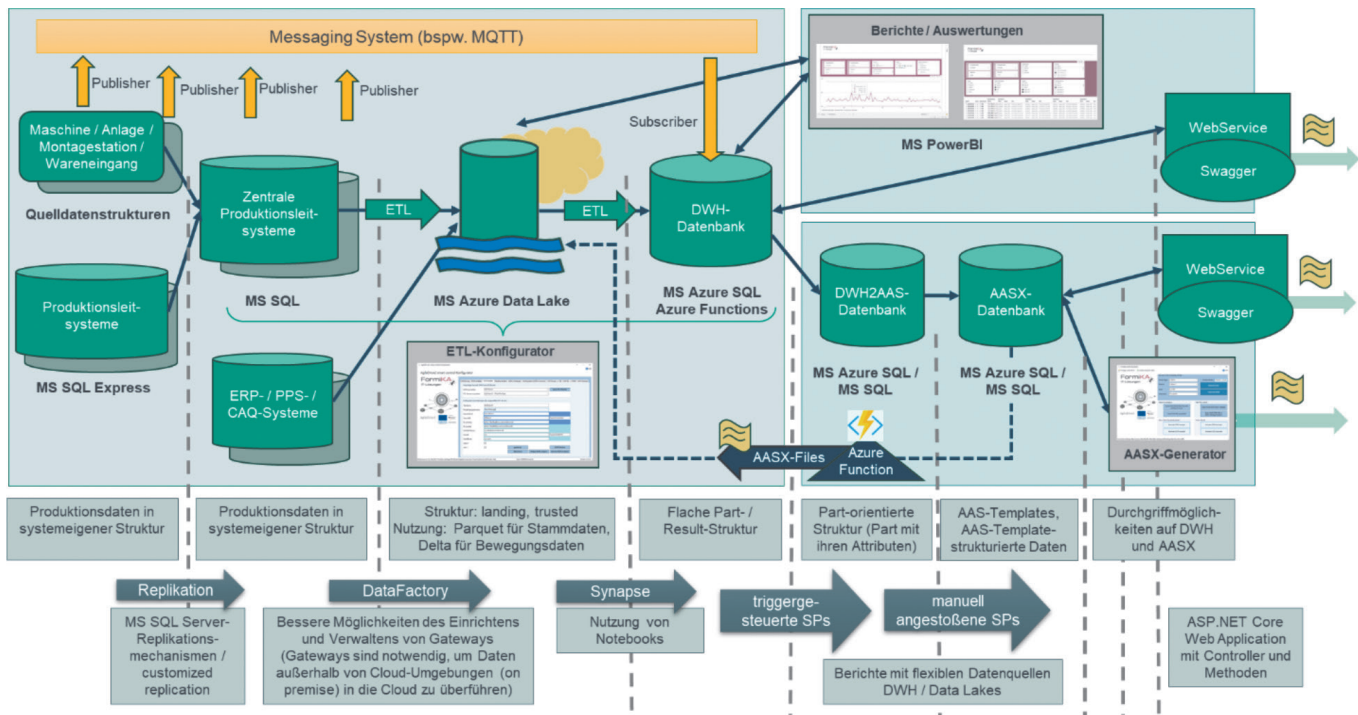 Messaging System (bspw. MQTT)
Publisher
Publisher
Publisher
Publisher
Subscriber
Berichte / Auswertungen
MS PowerBI
Maschine / Anlage /
Montagestation /
Wareneingang
Quelldatenstrukturen
Zentrale
Produktionsleit-
systeme
MS SQL
ETL
MS Azure Data Lake
ETL
DWH-
Datenbank
MS Azure SQL
Azure Functions
WebService
Swagger
Produktionsleit-
systeme
MS SQL Express
ERP- / PPS- /
CAQ-Systeme
ETL-Konfigurator
FormiKA
DWH2AAS-
Datenbank
MS Azure SQL /
MS SQL
AASX-
Datenbank
MS Azure SQL /
MS SQL
WebService
Swagger
FormiKA
AASX-Generator
AASX-Files
Azure
Function
Produktionsdaten in
systemeigener Struktur
Produktionsdaten in
systemeigener Struktur
Struktur: landing, trusted
Nutzung: Parquet für Stammdaten,
Delta für Bewegungsdaten
Flache Part- /
Result-Struktur
Part-orientierte
Struktur (Part mit
ihren Attributen)
AAS-Templates,
AAS-Template-
strukturierte Daten
Durchgriffmöglich-
keiten auf DWH
und AASX
Replikation
MS SQL Server-
Replikations-
mechanismen /
customized
replication
DataFactory
Bessere Möglichkeiten des Einrichtens
und Verwaltens von Gateways
(Gateways sind notwendig, um Daten
außerhalb von Cloud-Umgebungen (on
premise) in die Cloud zu überführen)
Synapse
Nutzung von
Notebooks
triggerge-
steuerte SPs
manuell
angestoßene SPs
Berichte mit flexiblen Datenquellen
DWH / Data Lakes
ASP.NET Core
Web Application
mit Controller und
Methoden